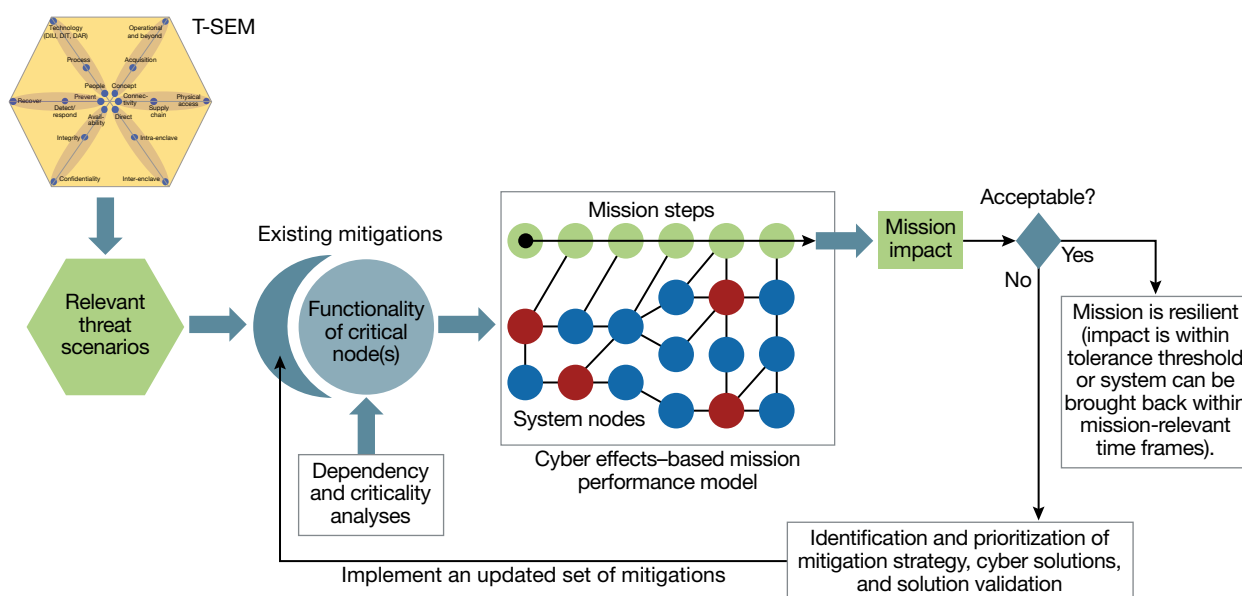 T-SEM
Technology
(DIU, DIT, DAR)
Operational
and beyond
Process
Acquisition
People
Concept
Recover
Detect/
respond
Prevent
Connec-
tivity
Supply
chain
Physical
access
Avail-
ability
Direct
Integrity
Intra-enclave
Confidentiality
Inter-enclave
Relevant
threat
scenarios
Existing mitigations
Functionality
of critical
node(s)
Dependency
and criticality
analyses
Mission steps
System nodes
Cyber effects–based mission
performance model
Mission
impact
Acceptable?
Yes
No
Mission is resilient
(impact is within
tolerance threshold
or system can be
brought back within
mission-relevant
time frames).
Identification and prioritization of
mitigation strategy, cyber solutions,
and solution validation
Implement an updated set of mitigations